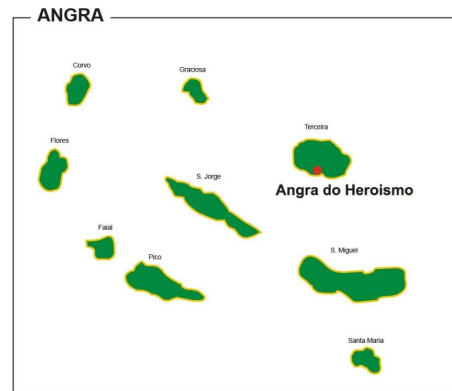 ANGRA
Corvo
Graciosa
Flores
Terceira
Angra do Heroismo
S. Jorge
Faial
Pico
S. Miguel
Santa Maria